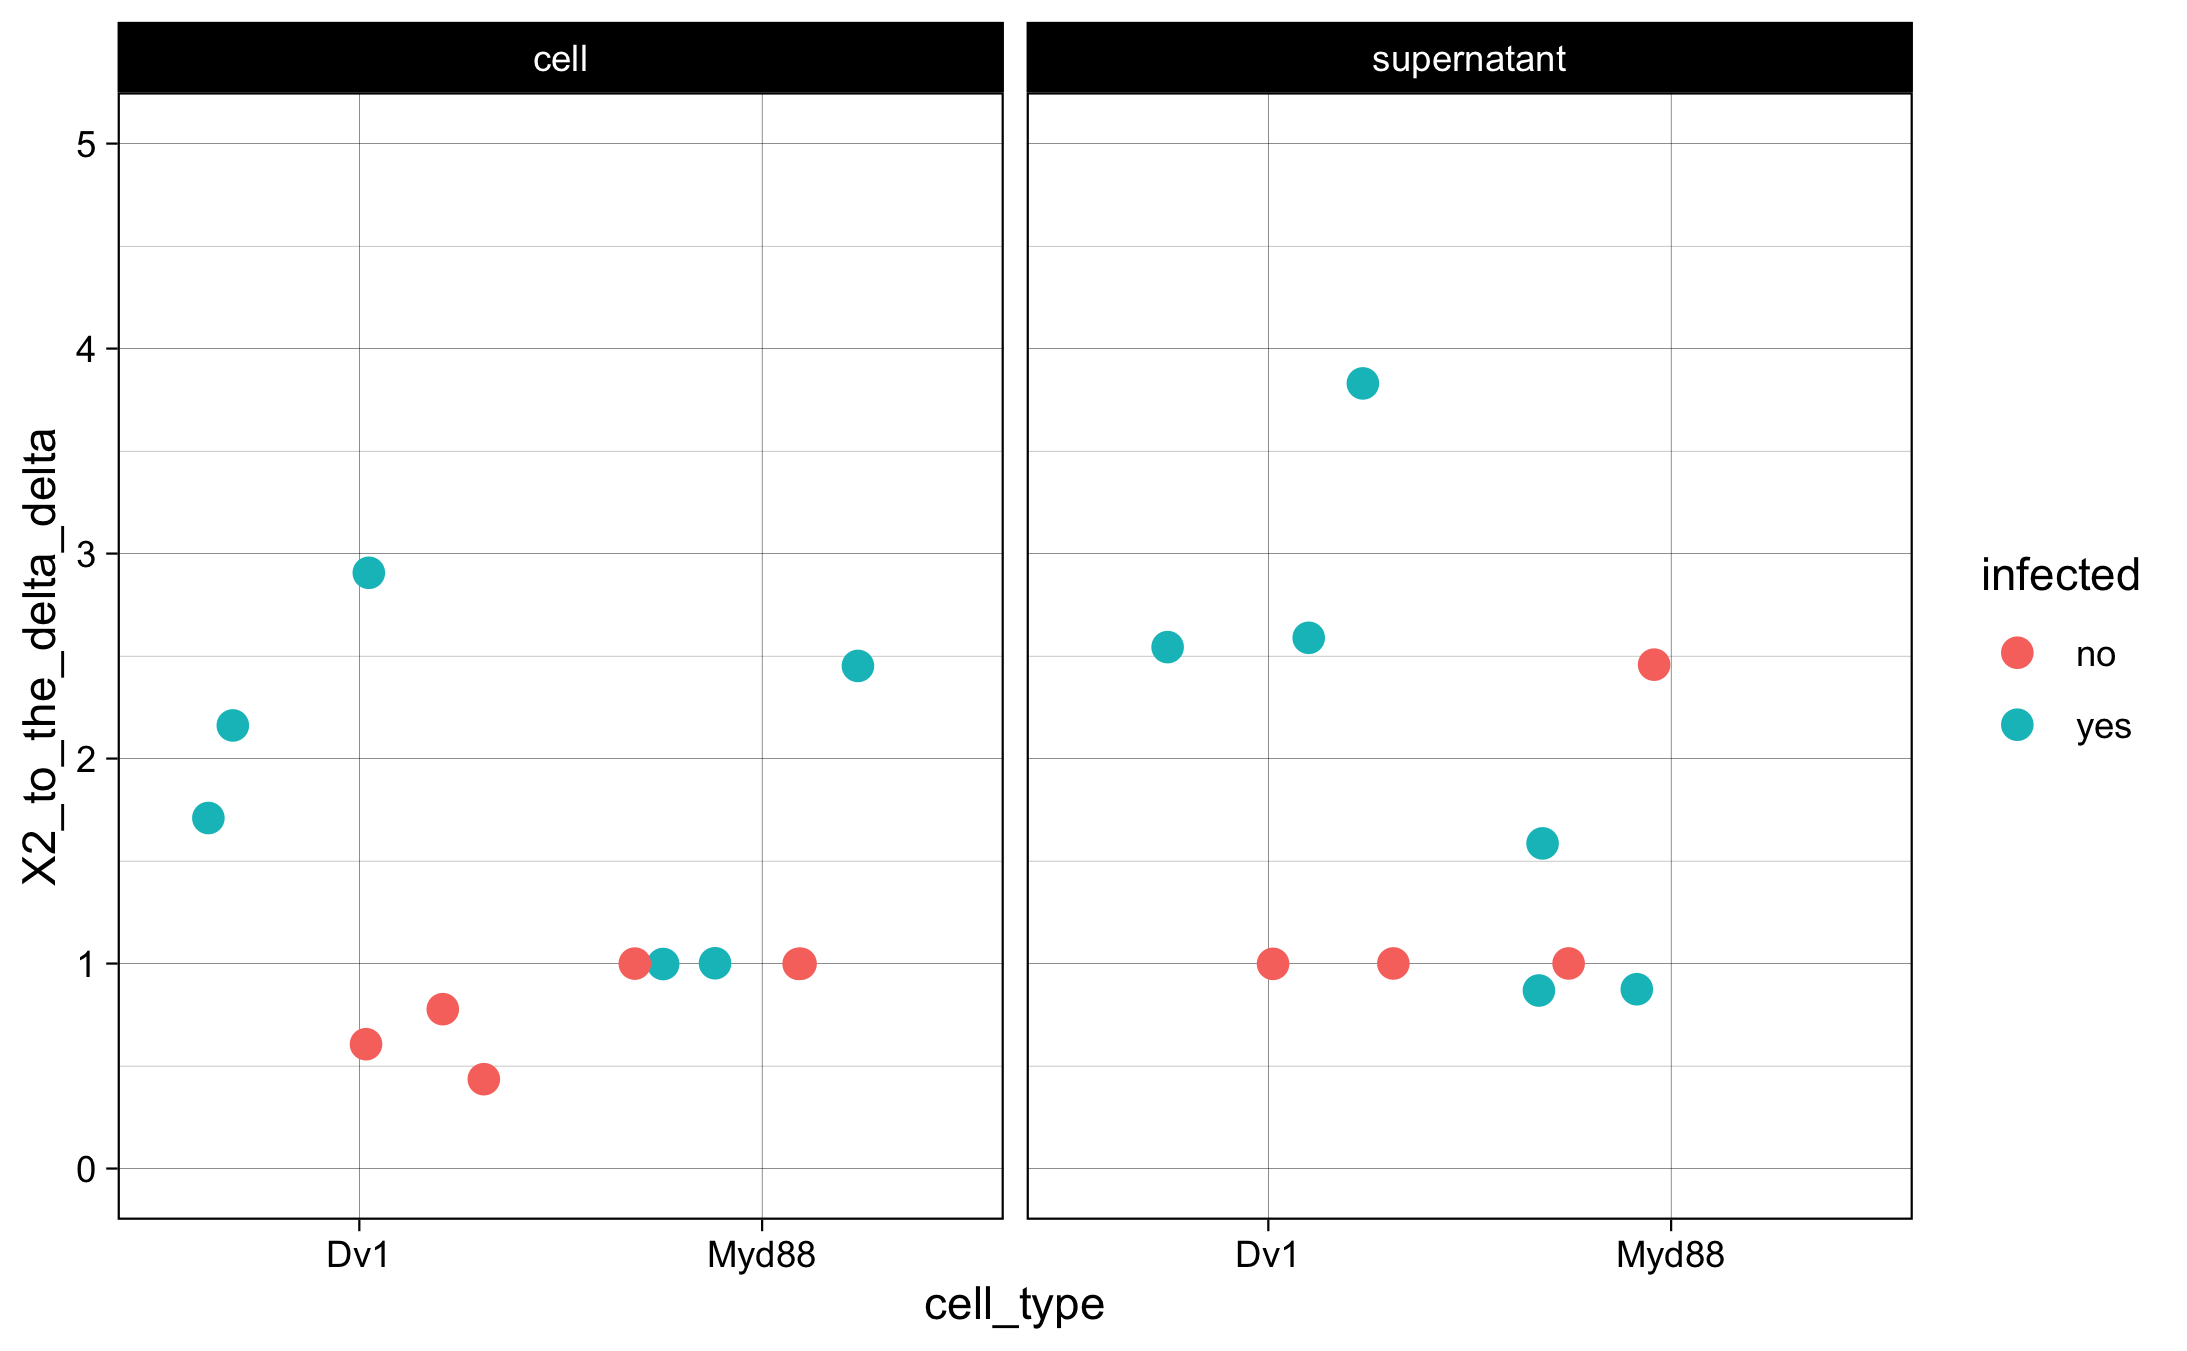 cell
supernatant
5
4
3
2
1
0
X2_to_the_delta_delta
Dv1
Myd88
Dv1
Myd88
cell_type
infected
no
yes